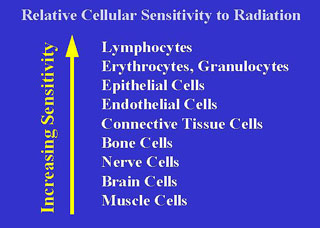 Relative Cellular Sensitivity to Radiation
Increasing Sensitivity
Lymphocytes
Erythrocytes, Granulocytes
Epithelial Cells
Endothelial Cells
Connective Tissue Cells
Bone Cells
Nerve Cells
Brain Cells
Muscle Cells